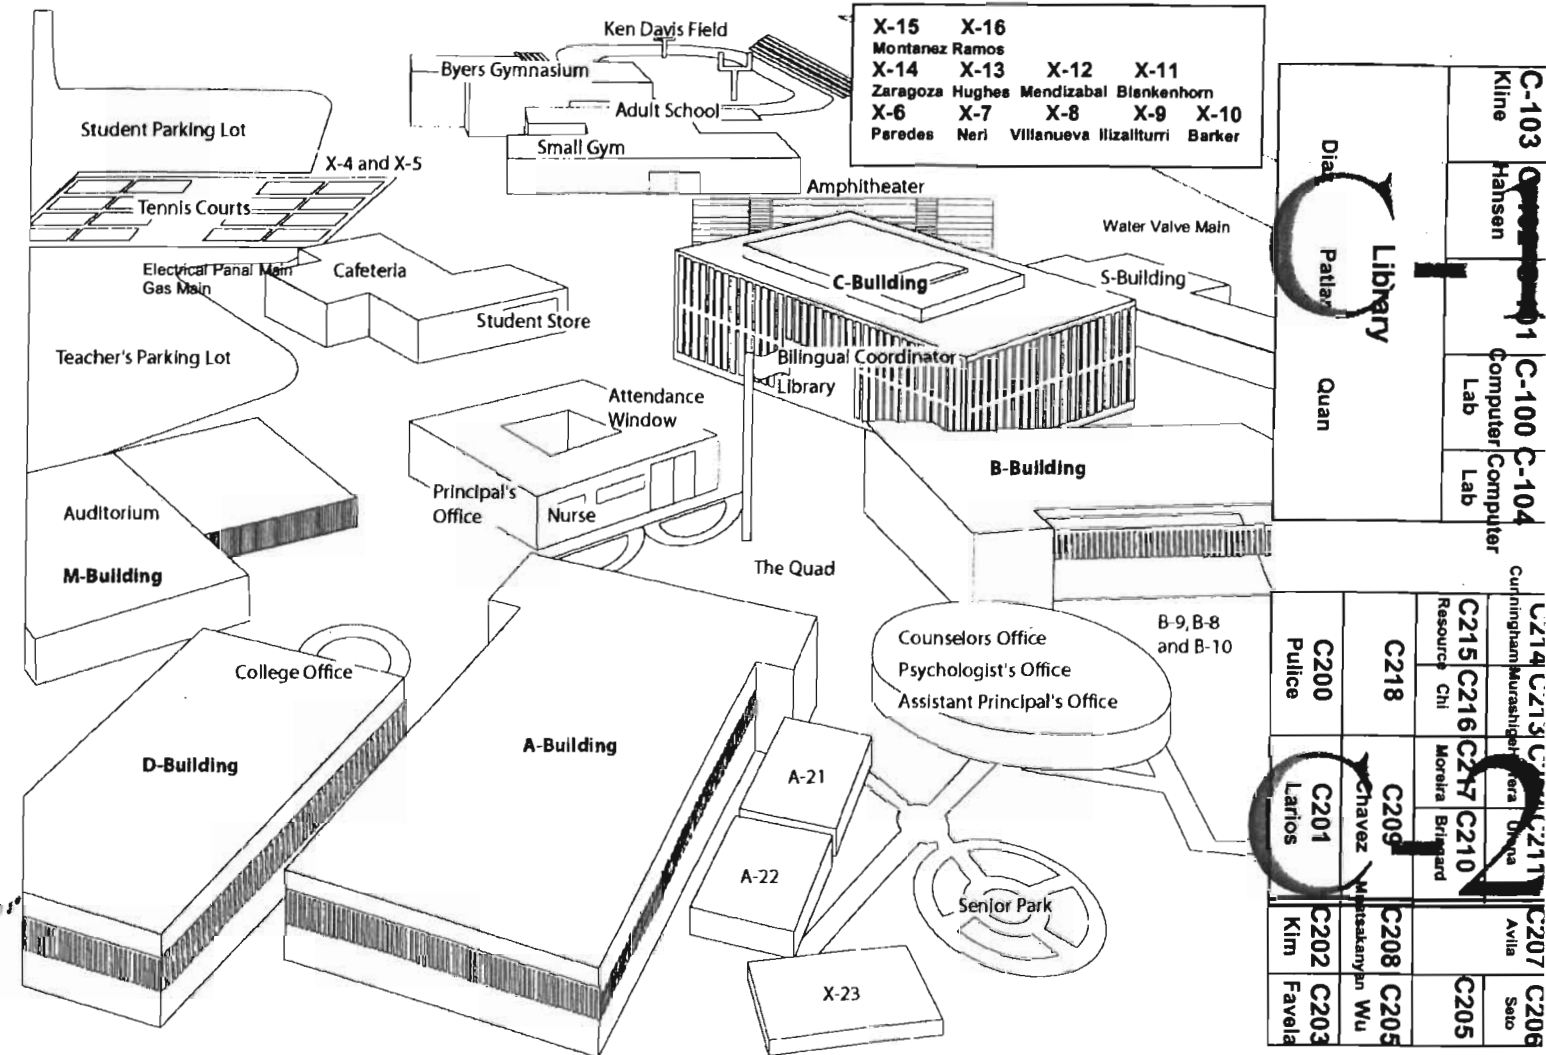 Ken Davis Field
Byers Gymnasium
Adult School
Small Gym
Student Parking Lot
X-4 and X-5
Tennis Courts
Amphitheater
X-15 X-16
Montanez Ramos
X-14 X-13 X-12 X-11
Zaragoza Hughes Mendizabal Blankenhorn
X-6 X-7 X-8 X-9 X-10
Paredes Neri Villanueva Ilizaliturri Barker
Water Valve Main
Electrical Panal Main
Gas Main
Cafeteria
C-Building
S-Building
Student Store
Teacher's Parking Lot
Bilingual Coordinator
Library
Attendance
Window
B-Building
Principal's
Office
Nurse
Auditorium
M-Building
The Quad
B-9, B-8
and B-10
Counselors Office
Psychologist's Office
Assistant Principal's Office
College Office
A-Building
D-Building
A-21
A-22
Senior Park
X-23
C-103
Kline
Hansen
C-100 C-104
Computer Computer
Lab Lab
Library
Patlan
Quan
C215 C216 C217 C210
Resource Chi Moreira
C207 C206
Avila Seto
C205
C218 C209 C208 C205
Chavez Wu
C200 C201 C202 C203
Pulice Larios Kim Favela